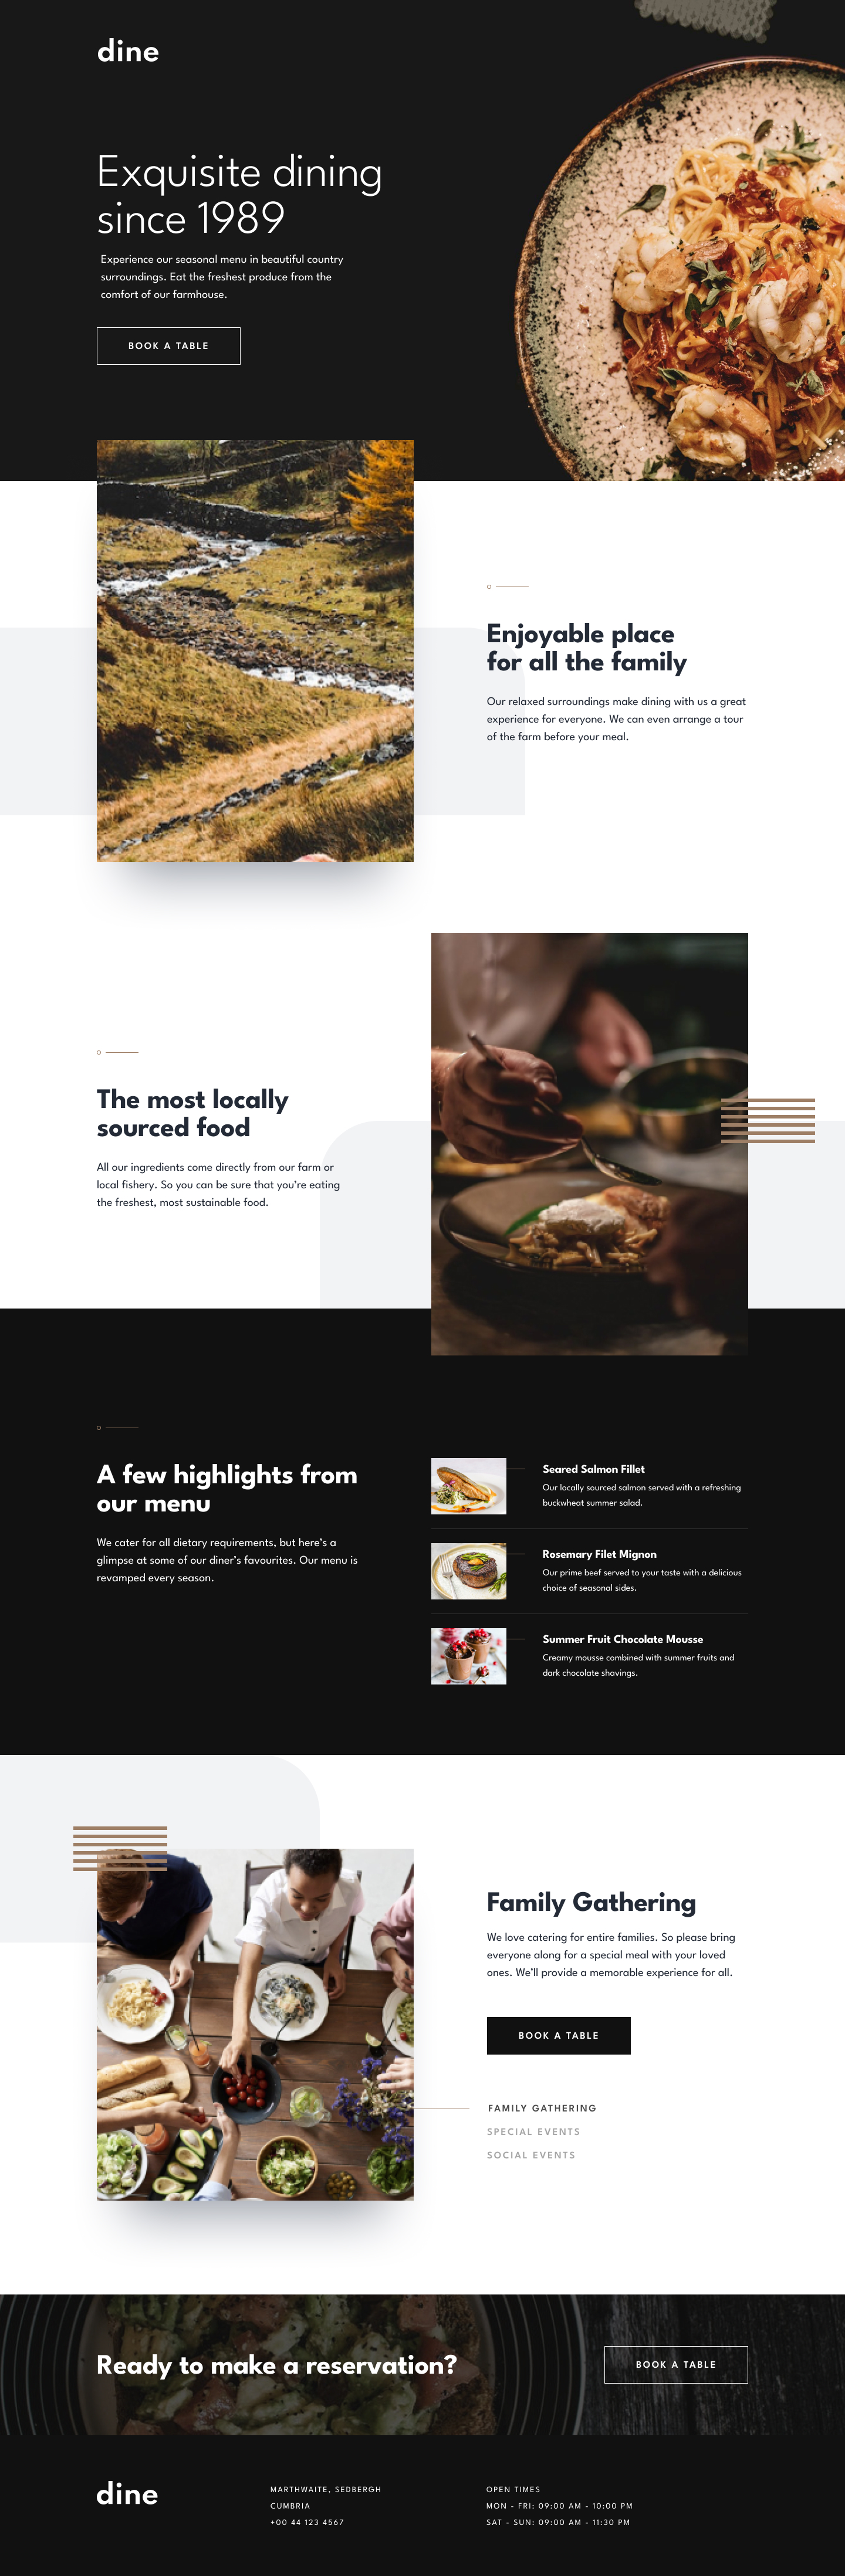 dine
Exquisite dining
since 1989
Experience our seasonal menu in beautiful country
surroundings. Eat the freshest produce from the
comfort of our farmhouse.
BOOK A TABLE
Enjoyable place
for all the family
Our relaxed surroundings make dining with us a great
experience for everyone. We can even arrange a tour
of the farm before your meal.
The most locally
sourced food
All our ingredients come directly from our farm or
local fishery. So you can be sure that you’re eating
the freshest, most sustainable food.
A few highlights from
our menu
We cater for all dietary requirements, but here’s a
glimpse at some of our diner’s favourites. Our menu is
revamped every season.
Seared Salmon Fillet
Our locally sourced salmon served with a refreshing
buckwheat summer salad.
Rosemary Filet Mignon
Our prime beef served to your taste with a delicious
choice of seasonal sides.
Summer Fruit Chocolate Mousse
Creamy mousse combined with summer fruits and
dark chocolate shavings.
Family Gathering
We love catering for entire families. So please bring
everyone along for a special meal with your loved
ones. We’ll provide a memorable experience for all.
BOOK A TABLE
FAMILY GATHERING
SPECIAL EVENTS
SOCIAL EVENTS
Ready to make a reservation?
BOOK A TABLE
dine
MARTHWAITE, SEDBERGH
CUMBRIA
+00 44 123 4567
OPEN TIMES
MON - FRI: 09:00 AM - 10:00 PM
SAT - SUN: 09:00 AM - 11:30 PM